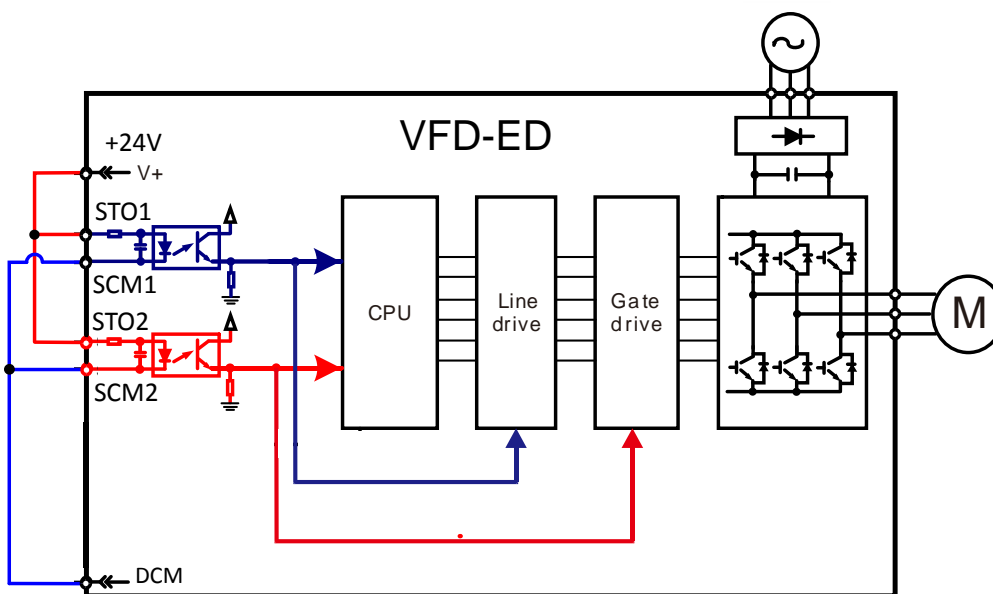 VFD-ED
+24V
V+
STO1
SCM1
STO2
SCM2
CPU
Line
drive
Gate
drive
M
DCM